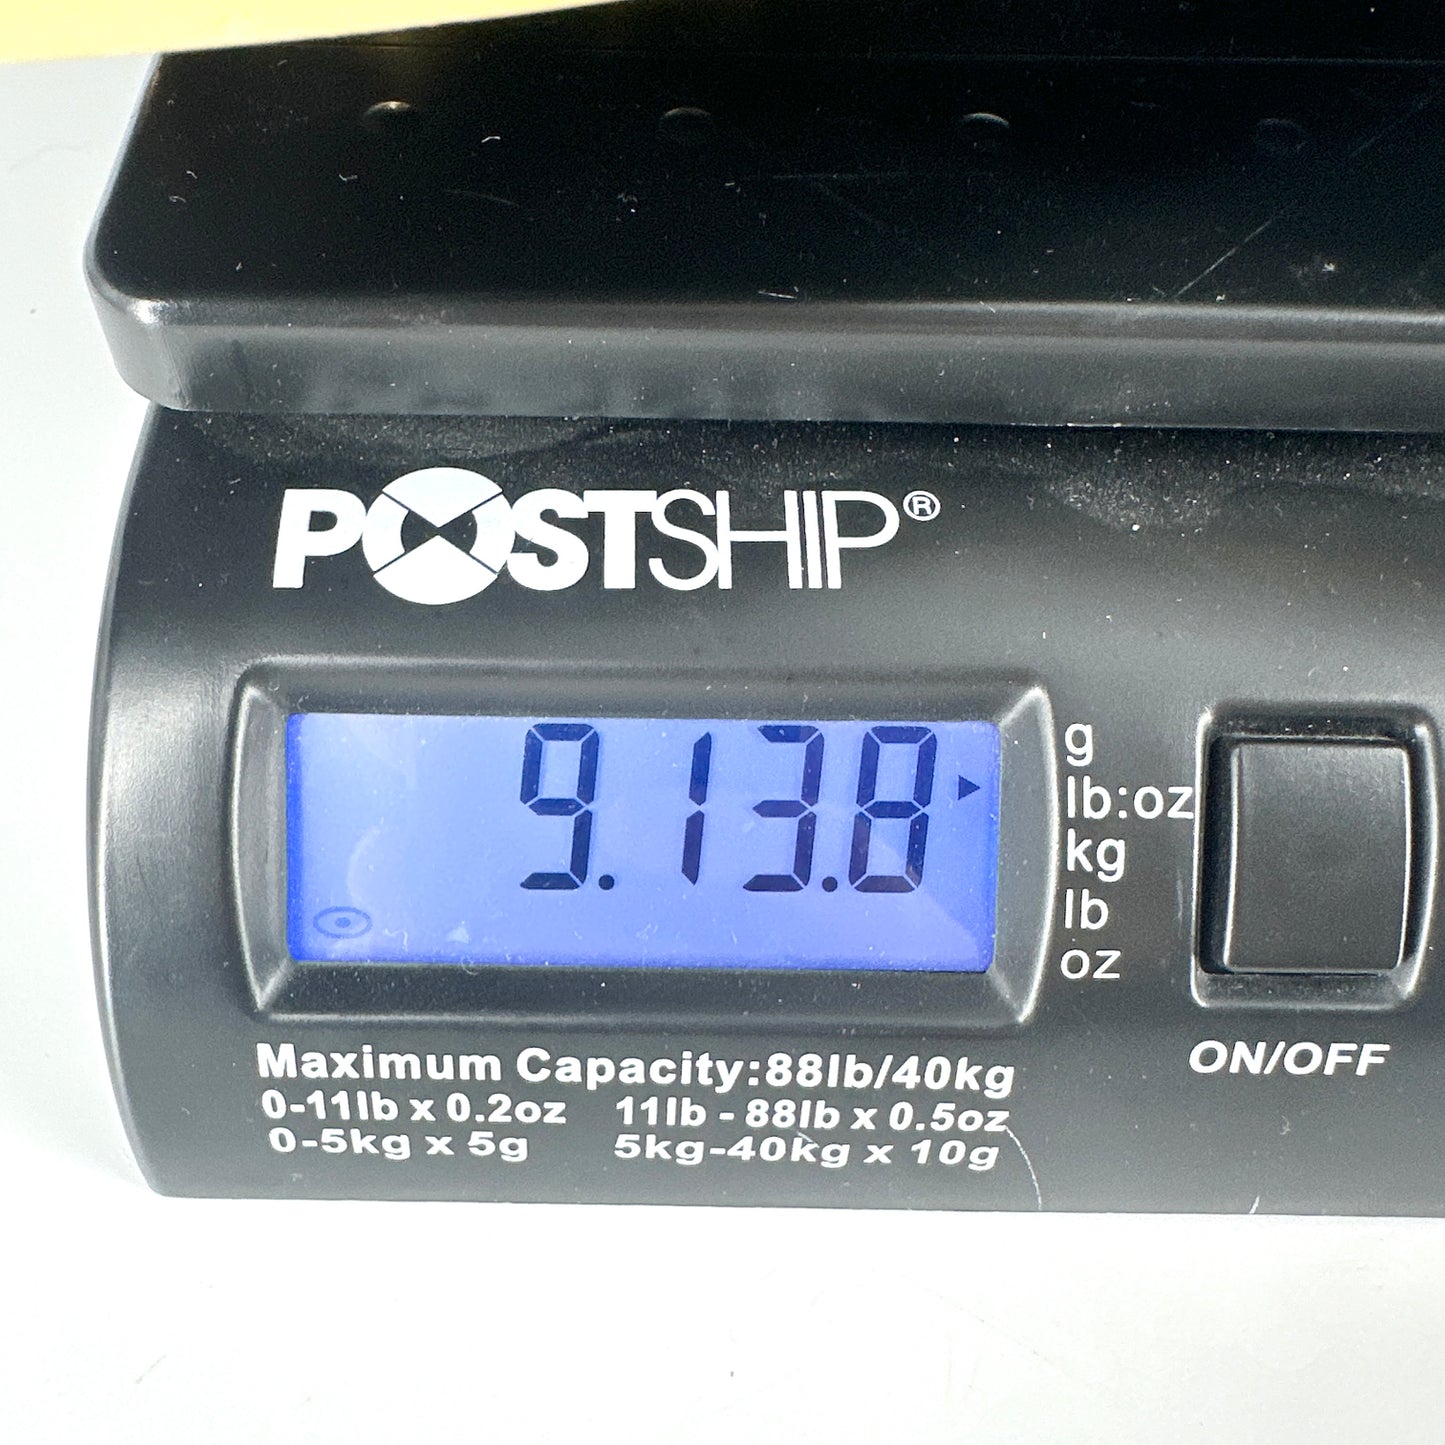 POSTSHIP®
9.13.8
g
lb:oz
kg
lb
oz
ON/OFF
Maximum Capacity:88lb/40kg
0-11lb x 0.2oz 11lb - 88lb x 0.5oz
0-5kg x 5g 5kg-40kg x 10g